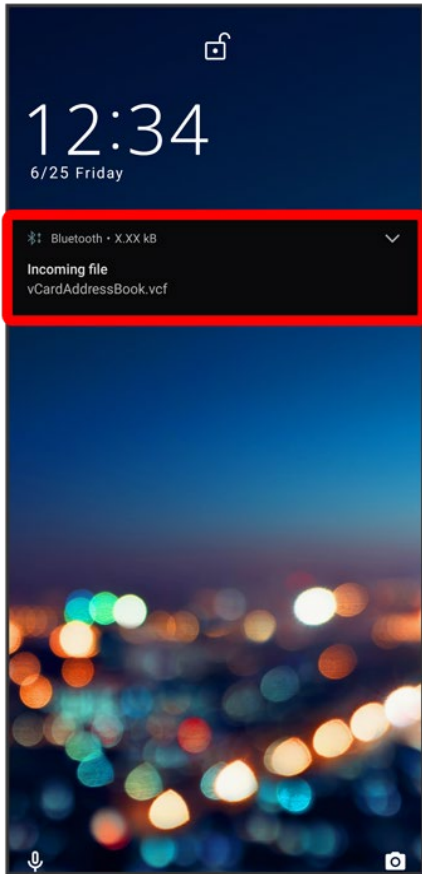 12:34
6/25 Friday
Bluetooth • X.XX kB
Incoming file
vCardAddressBook.vcf